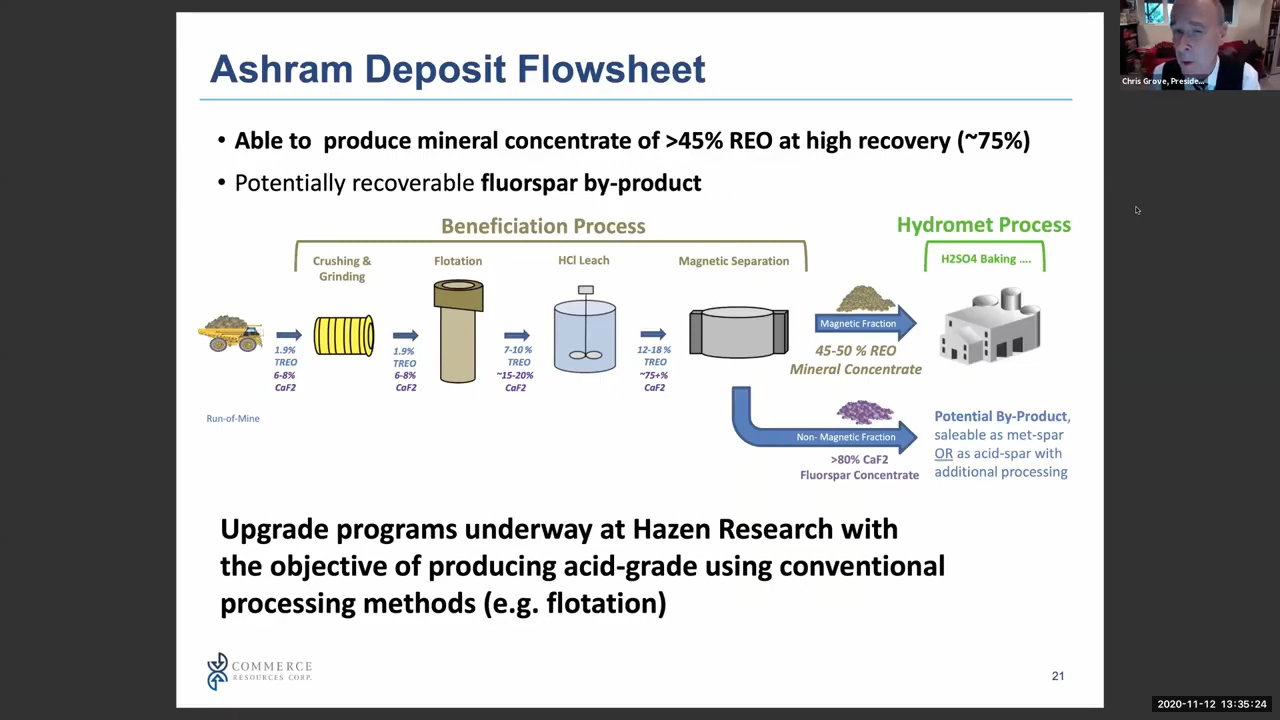 Ashram Deposit Flowsheet
• Able to  produce mineral concentrate of >45% REO at high recovery (~75%)
• Potentially recoverable fluorspar by-product
Beneficiation Process
Hydromet Process
Crushing &
Grinding
Flotation
HCl Leach
Magnetic Separation
H2SO4 Baking ....
1.9%
TREO
6-8%
CaF2
1.9%
TREO
6-8%
CaF2
7-10 %
TREO
~15-20%
CaF2
12-18 %
TREO
~75+%
CaF2
Magnetic Fraction
45-50 % REO
Mineral Concentrate
Run-of-Mine
Non- Magnetic Fraction
>80% CaF2
Fluorspar Concentrate
Potential By-Product,
saleable as met-spar
OR as acid-spar with
additional processing
Upgrade programs underway at Hazen Research with
the objective of producing acid-grade using conventional
processing methods (e.g. flotation)
COMMERCE
RESOURCES CORP.
21
Chris Grove, Preside...
2020-11-12 13:35:24